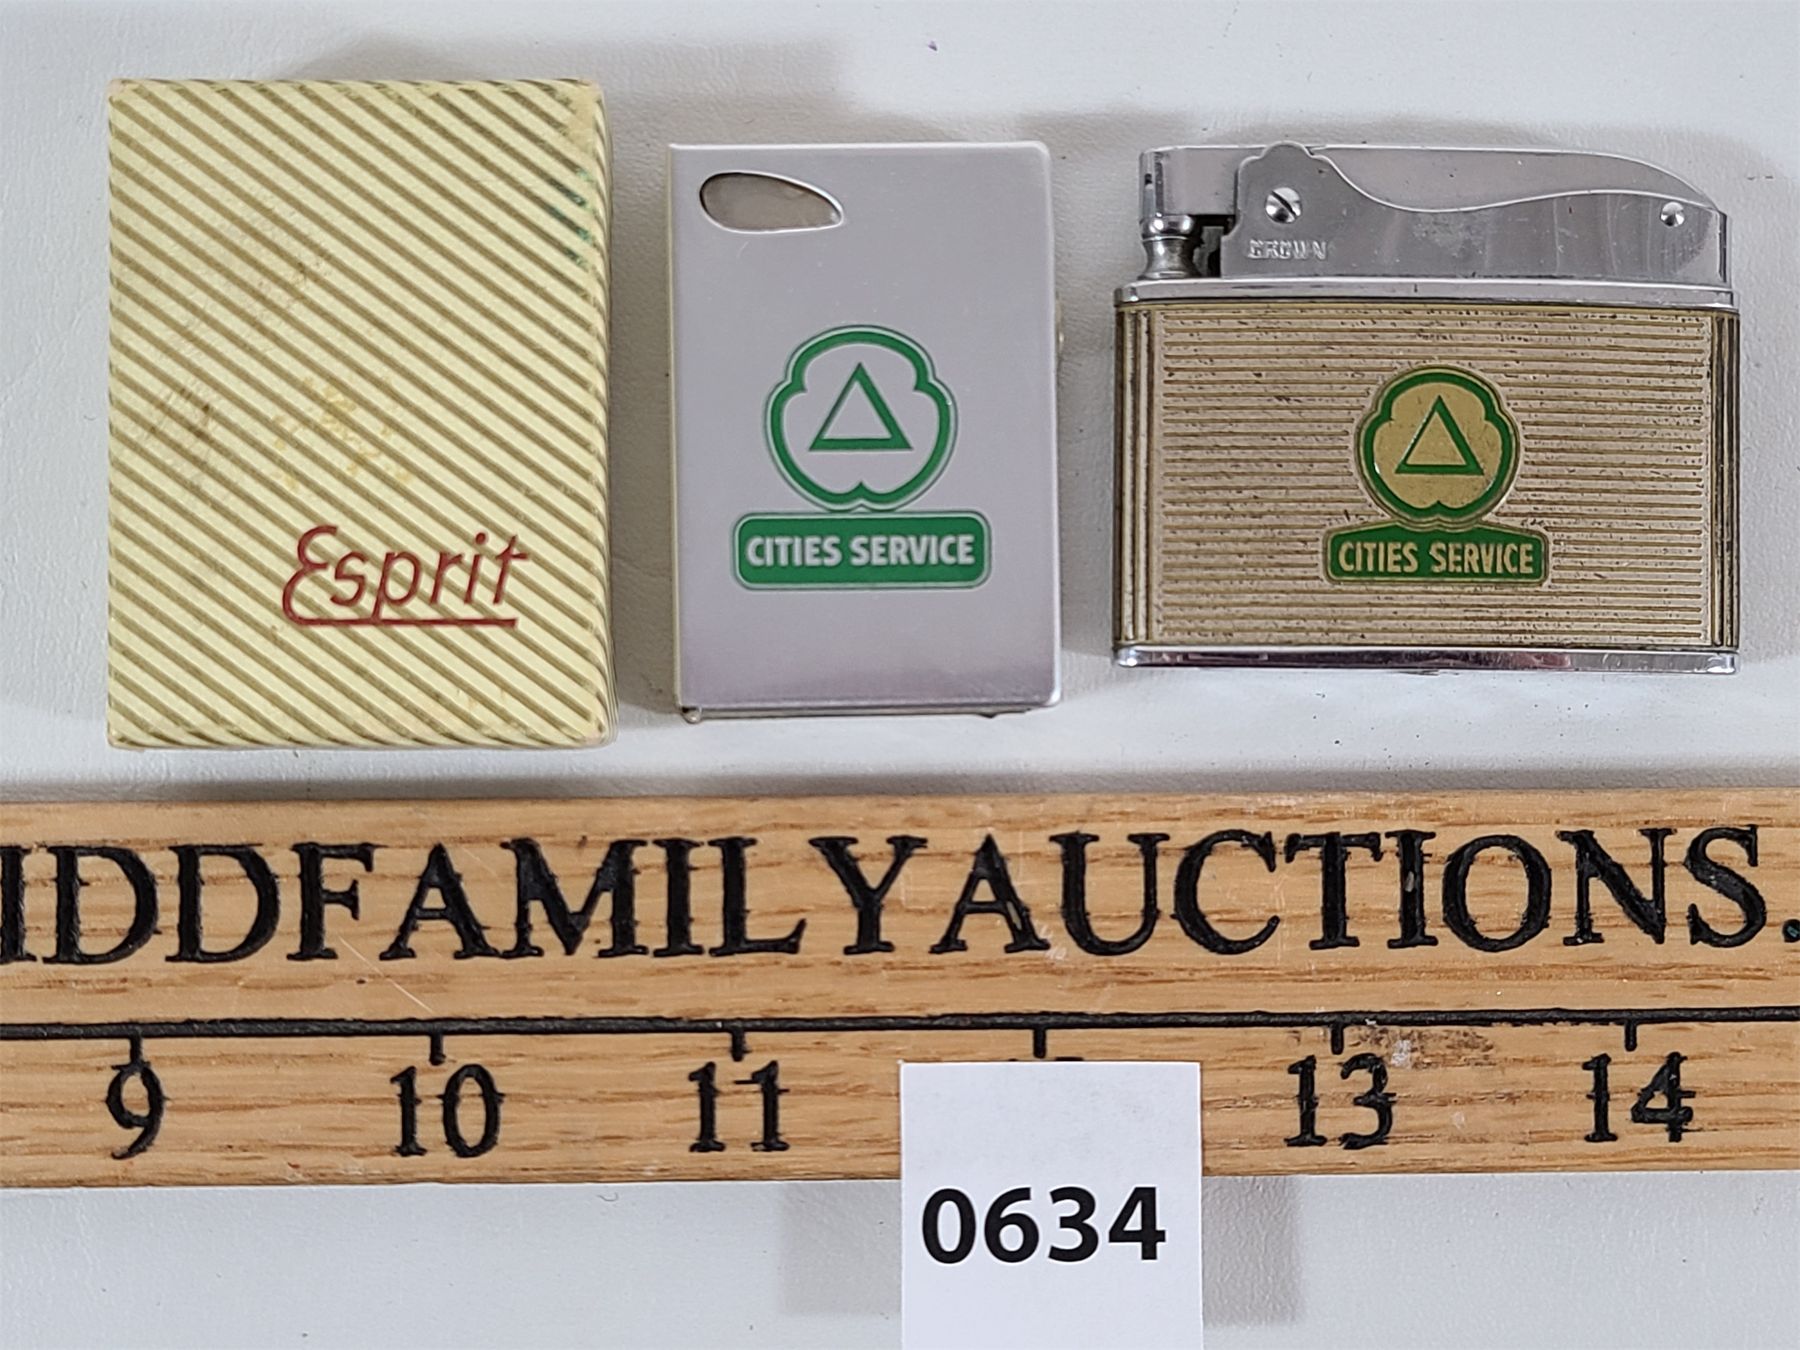 Esprit
CITIES SERVICE
CROWN
CITIES SERVICE
IDDFAMILYAUCTIONS.
9 10 11 13 14
0634